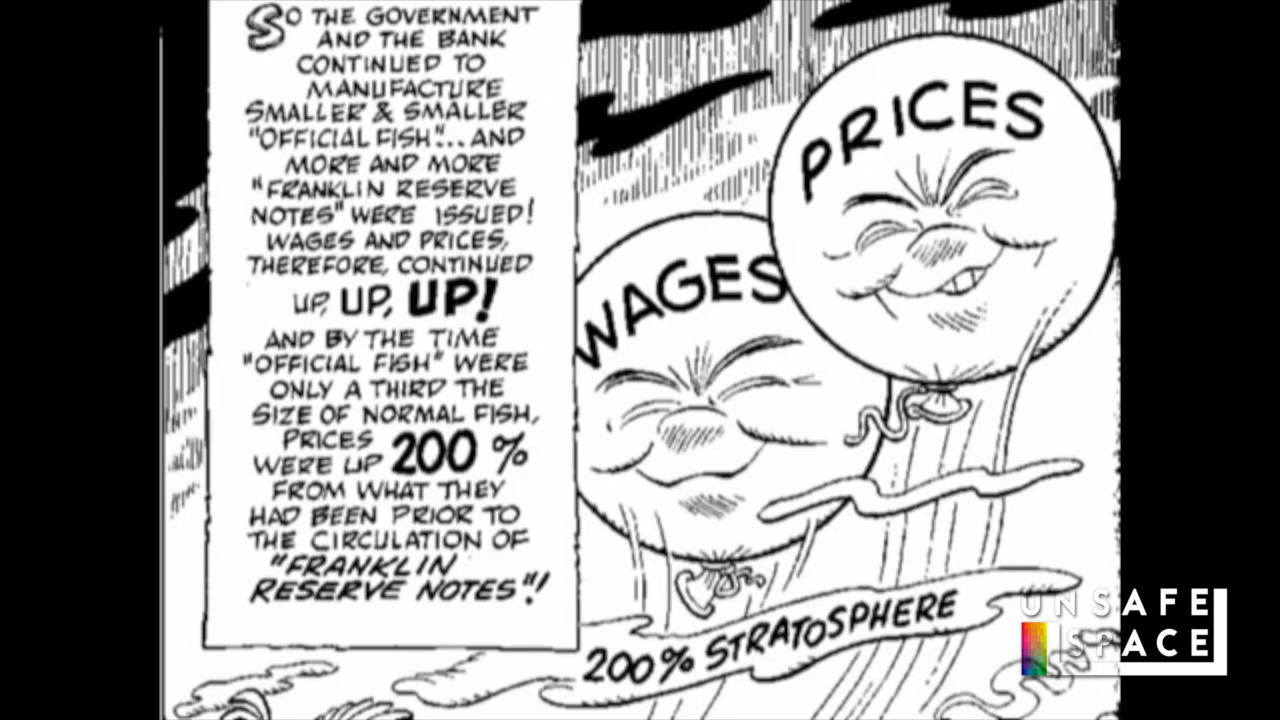 SO THE GOVERNMENT
AND THE BANK
CONTINUED TO
MANUFACTURE
SMALLER & SMALLER
"OFFICIAL FISH"...AND
MORE AND MORE
"FRANKLIN RESERVE
NOTES" WERE ISSUED!
WAGES AND PRICES,
THEREFORE, CONTINUED
UP, UP, UP!
AND BY THE TIME
"OFFICIAL FISH" WERE
ONLY A THIRD THE
SIZE OF NORMAL FISH,
PRICES
WERE UP 200 %
FROM WHAT THEY
HAD BEEN PRIOR TO
THE CIRCULATION OF
"FRANKLIN
RESERVE NOTES"!
PRICES
WAGES
200% STRATOSPHERE
UNSAFE
SPACE